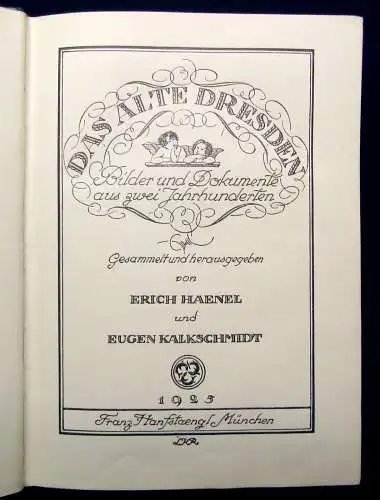 DAS ALTE DRESDEN
Bilder und Dokumente
aus zwei Jahrhunderten
Gesammelt und herausgegeben
von
ERICH HAENEL
und
EUGEN KALKSCHMIDT
1925
Franz Hanfstaengl, München